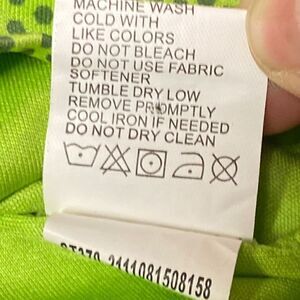 MACHINE WASH
COLD WITH
LIKE COLORS
DO NOT BLEACH
DO NOT USE FABRIC
SOFTENER
TUMBLE DRY LOW
REMOVE PROMPTLY
COOL IRON IF NEEDED
DO NOT DRY CLEAN
2111081508158